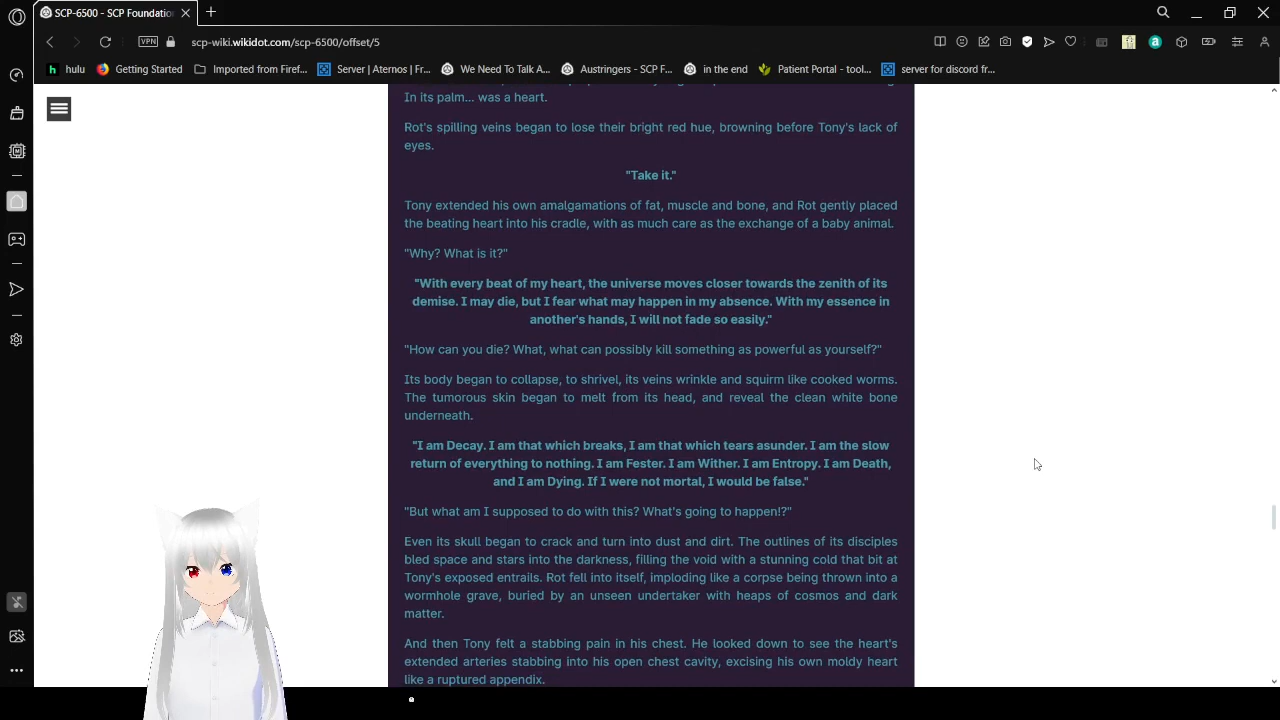 SCP-6500 - SCP Foundatio
VPN
scp-wiki.wikidot.com/scp-6500/offset/5
hulu
Getting Started
Imported from Firef...
Server | Aternos | Fr...
We Need To Talk A...
Austringers - SCP F...
in the end
Patient Portal - tool...
server for discord fr...
In its palm... was a heart.
Rot's spilling veins began to lose their bright red hue, browning before Tony's lack of
eyes.
"Take it."
Tony extended his own amalgamations of fat, muscle and bone, and Rot gently placed
the beating heart into his cradle, with as much care as the exchange of a baby animal.
"Why? What is it?"
"With every beat of my heart, the universe moves closer towards the zenith of its
demise. I may die, but I fear what may happen in my absence. With my essence in
another's hands, I will not fade so easily."
"How can you die? What, what can possibly kill something as powerful as yourself?"
Its body began to collapse, to shrivel, its veins wrinkle and squirm like cooked worms.
The tumorous skin began to melt from its head, and reveal the clean white bone
underneath.
"I am Decay. I am that which breaks, I am that which tears asunder. I am the slow
return of everything to nothing. I am Fester. I am Wither. I am Entropy. I am Death,
and I am Dying. If I were not mortal, I would be false."
"But what am I supposed to do with this? What's going to happen!?"
Even its skull began to crack and turn into dust and dirt. The outlines of its disciples
bled space and stars into the darkness, filling the void with a stunning cold that bit at
Tony's exposed entrails. Rot fell into itself, imploding like a corpse being thrown into a
wormhole grave, buried by an unseen undertaker with heaps of cosmos and dark
matter.
And then Tony felt a stabbing pain in his chest. He looked down to see the heart's
extended arteries stabbing into his open chest cavity, excising his own moldy heart
like a ruptured appendix.